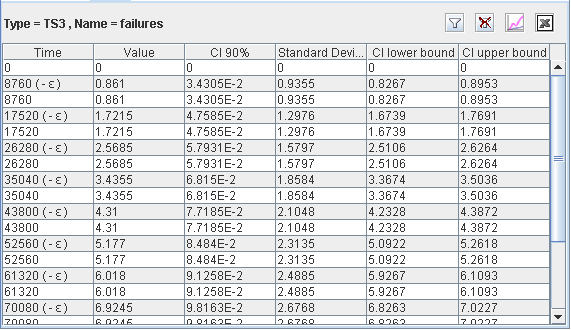 Type = TS3 , Name = failures
Time Value CI 90% Standard Devi... CI lower bound CI upper bound
0 0 0 0 0 0
8760 (-ε) 0.861 3.4305E-2 0.9355 0.8267 0.8953
8760 0.861 3.4305E-2 0.9355 0.8267 0.8953
17520 (-ε) 1.7215 4.7585E-2 1.2976 1.6739 1.7691
17520 1.7215 4.7585E-2 1.2976 1.6739 1.7691
26280 (-ε) 2.5685 5.7931E-2 1.5797 2.5106 2.6264
26280 2.5685 5.7931E-2 1.5797 2.5106 2.6264
35040 (-ε) 3.4355 6.815E-2 1.8584 3.3674 3.5036
35040 3.4355 6.815E-2 1.8584 3.3674 3.5036
43800 (-ε) 4.31 7.7185E-2 2.1048 4.2328 4.3872
43800 4.31 7.7185E-2 2.1048 4.2328 4.3872
52560 (-ε) 5.177 8.484E-2 2.3135 5.0922 5.2618
52560 5.177 8.484E-2 2.3135 5.0922 5.2618
61320 (-ε) 6.018 9.1258E-2 2.4885 5.9267 6.1093
61320 6.018 9.1258E-2 2.4885 5.9267 6.1093
70080 (-ε) 6.9245 9.8163E-2 2.6768 6.8263 7.0227
70080 6.9245 9.8163E-2 2.6768 6.8263 7.0227